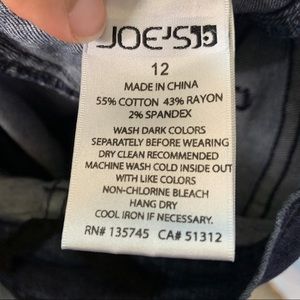 JOE'S
12
MADE IN CHINA
55% COTTON 43% RAYON
2% SPANDEX
WASH DARK COLORS
SEPARATELY BEFORE WEARING
DRY CLEAN RECOMMENDED
MACHINE WASH COLD INSIDE OUT
WITH LIKE COLORS
NON-CHLORINE BLEACH
HANG DRY
COOL IRON IF NECESSARY.
RN# 135745 CA# 51312